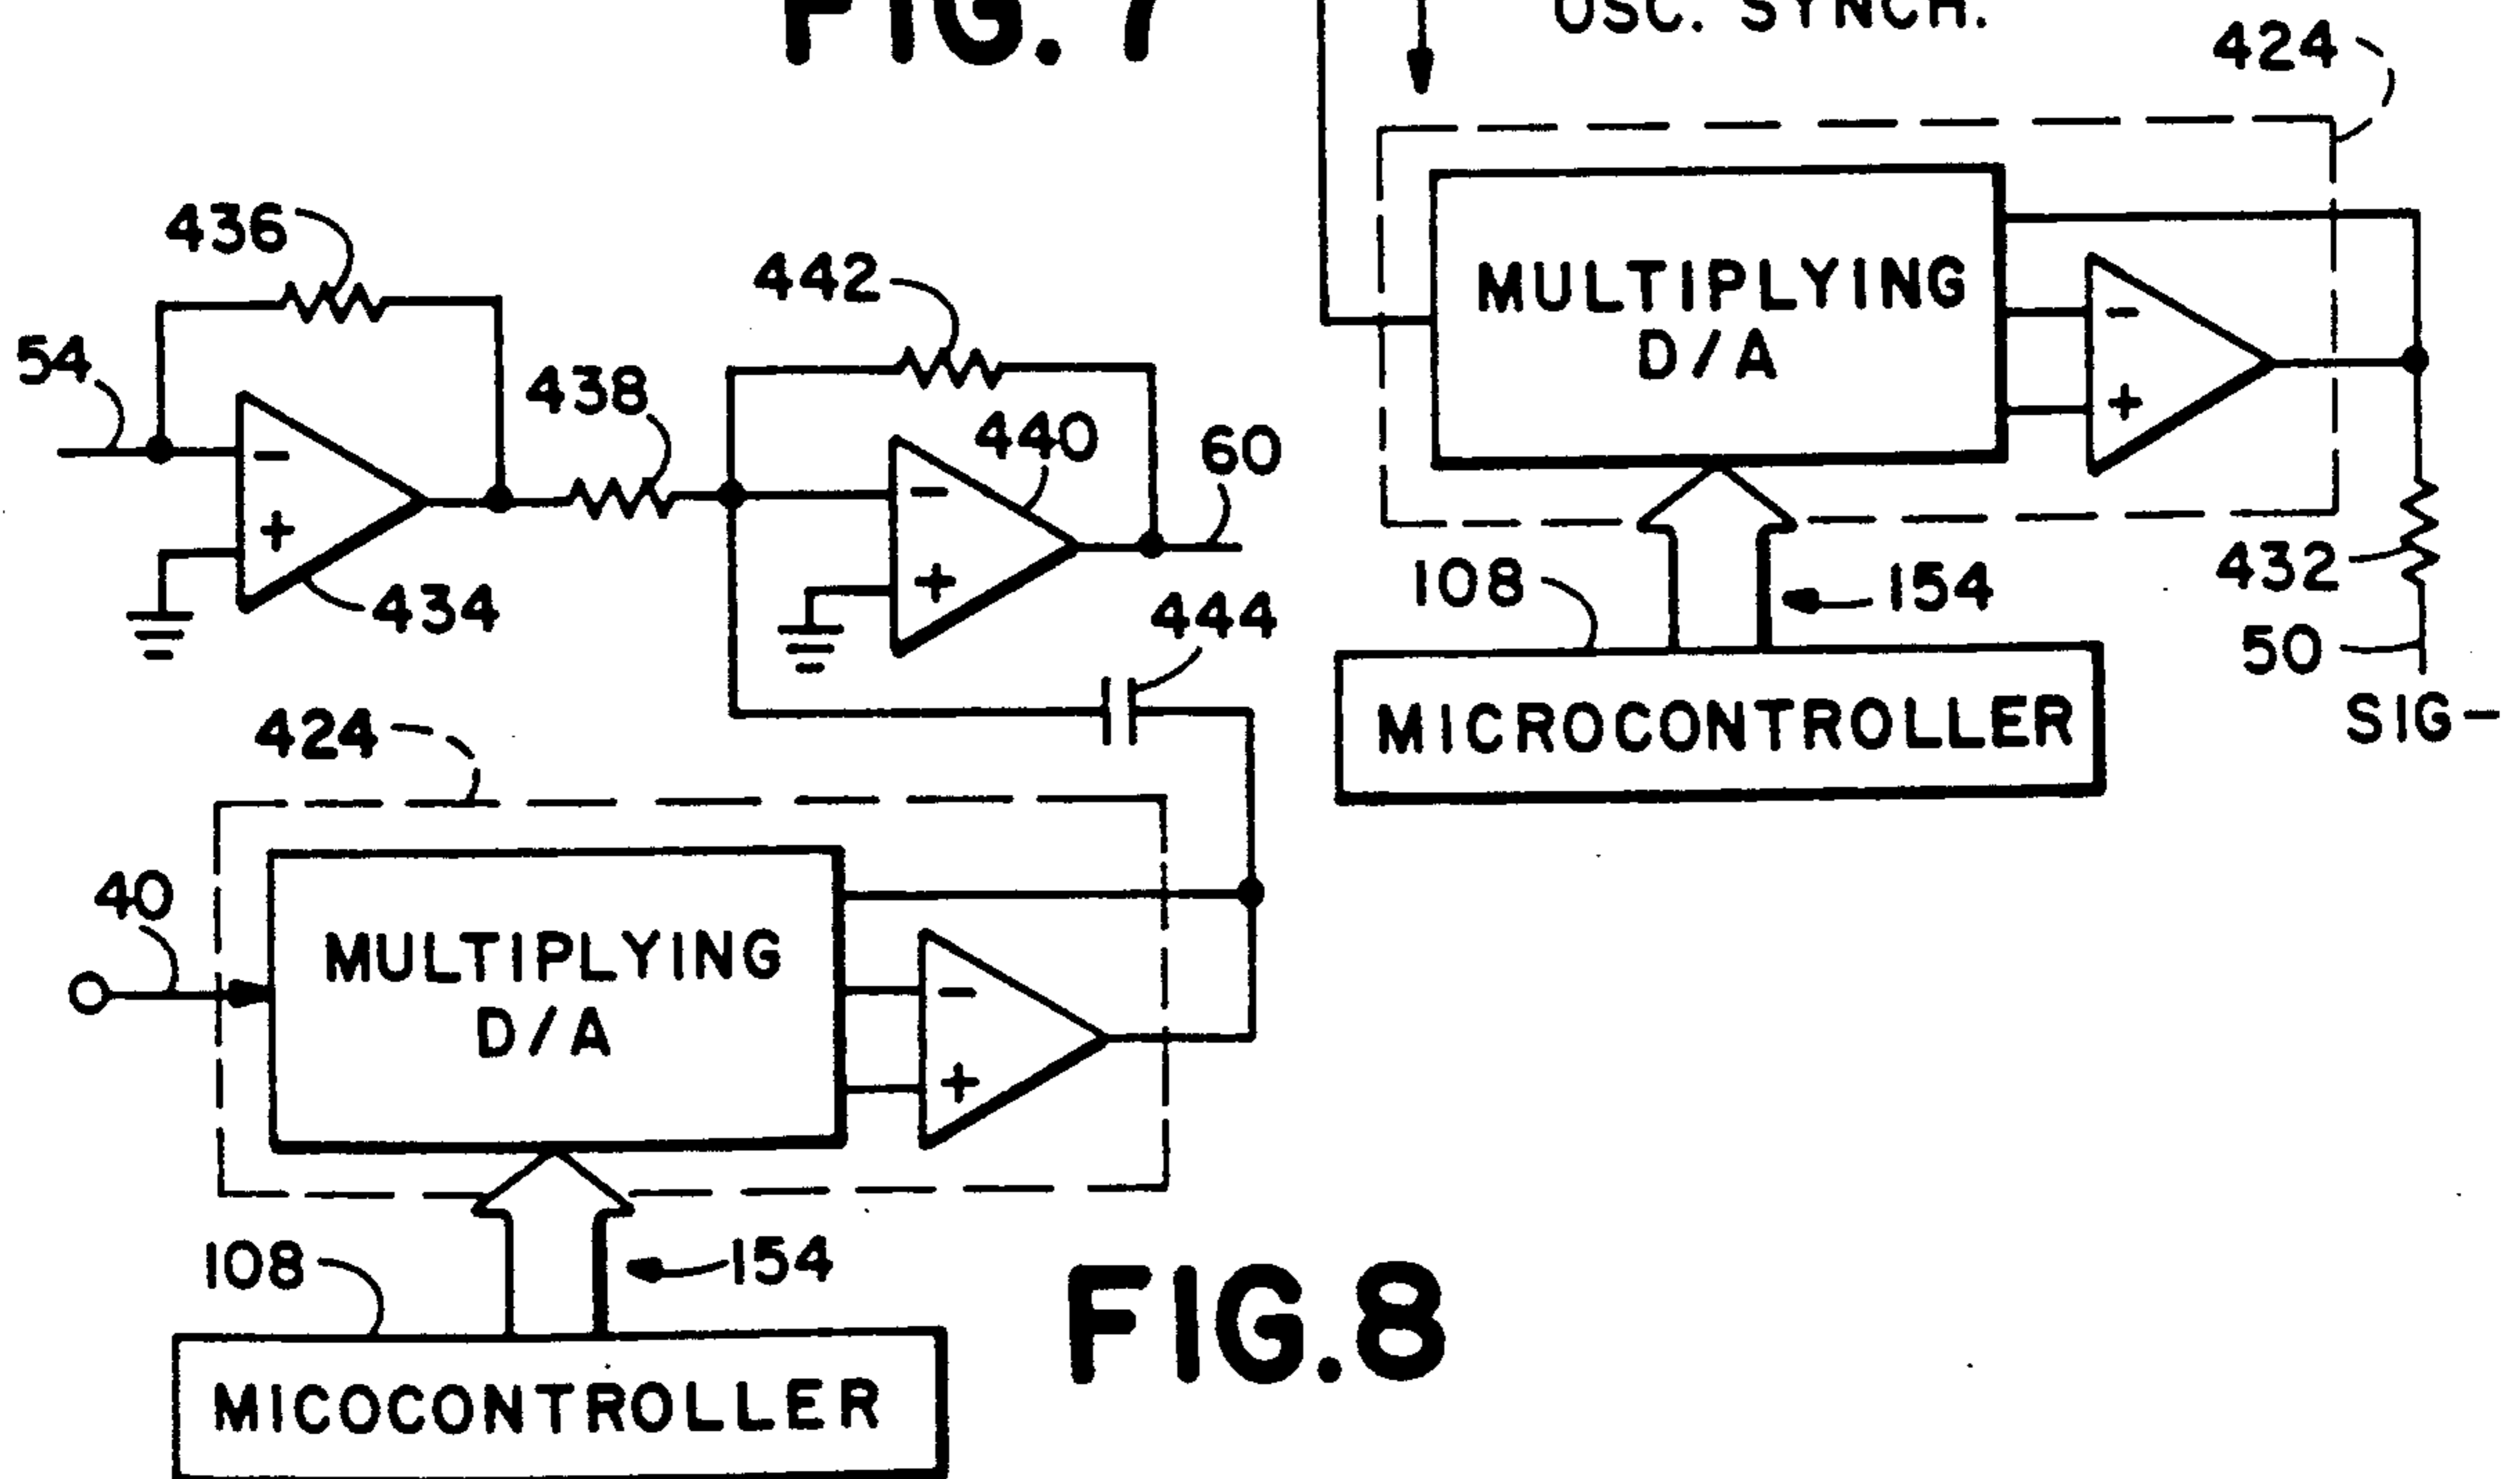 FIG. 7
OSC. SYNCH.
424
436
442
54
438
440
60
-
+
434
-
+
444
MULTIPLYING
D/A
-
+
432
108
154
50
MICROCONTROLLER
SIG-
424
40
MULTIPLYING
D/A
-
+
108
154
MICOCONTROLLER
FIG.8